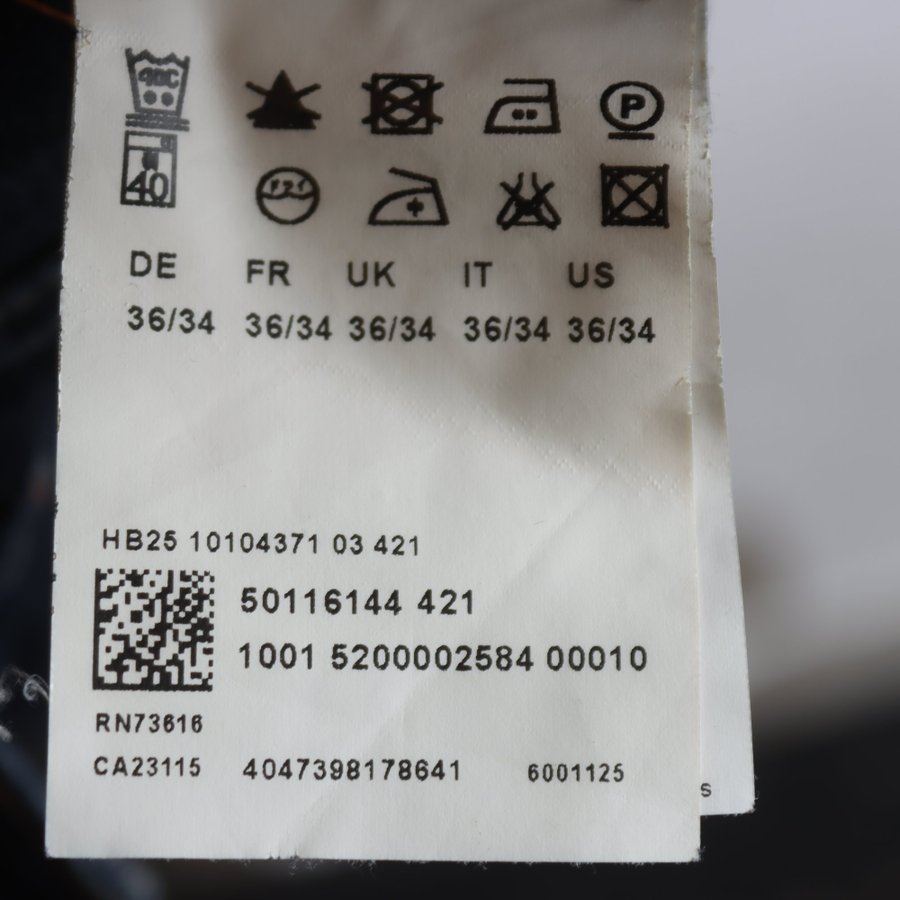 40C P
40
DE FR UK IT US
36/34 36/34 36/34 36/34 36/34
HB25 10104371 03 421
50116144 421
1001 5200002584 00010
RN73616
CA23115 4047398178641 6001125
s